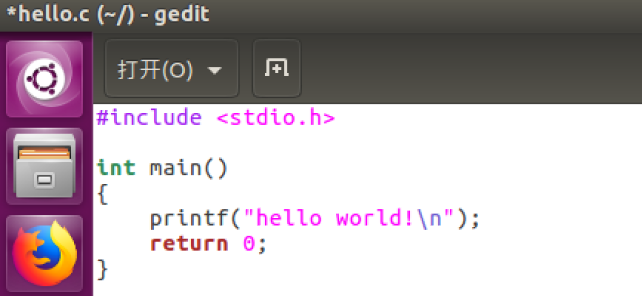 *hello.c (~/) - gedit
打开(O)
#include <stdio.h>
int main()
{
    printf("hello world!\n");
    return 0;
}